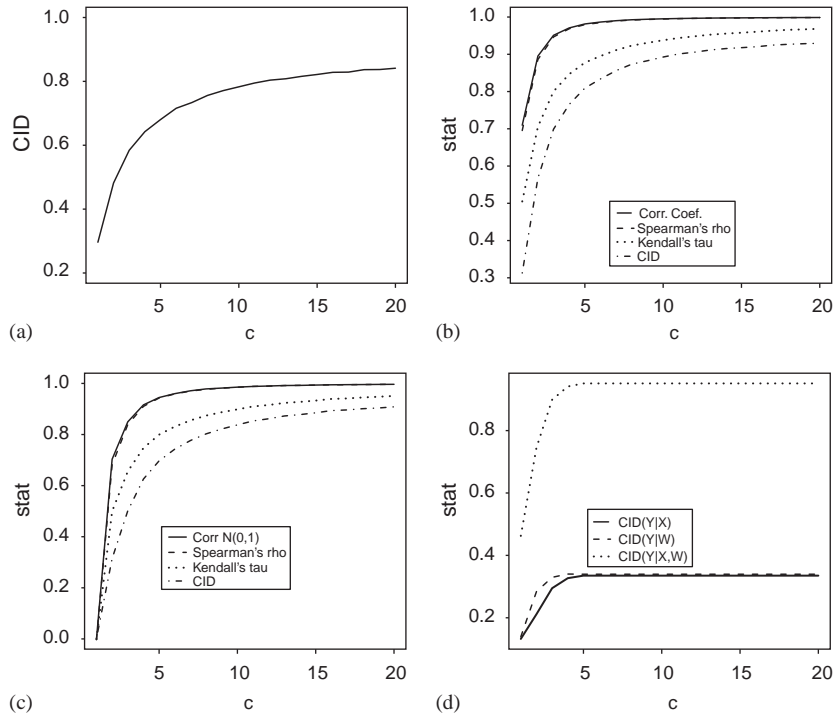 1.0
0.8
0.6
0.4
0.2
CID
5
10
15
20
c
(a)
1.0
0.9
0.8
0.7
0.6
0.5
0.4
0.3
stat
Corr. Coef.
Spearman's rho
Kendall's tau
CID
5
10
15
20
c
(b)
1.0
0.8
0.6
0.4
0.2
0.0
stat
Corr N(0,1)
Spearman's rho
Kendall's tau
CID
5
10
15
20
c
(c)
0.8
0.6
0.4
0.2
stat
CID(Y|X)
CID(Y|W)
CID(Y|X,W)
5
10
15
20
c
(d)